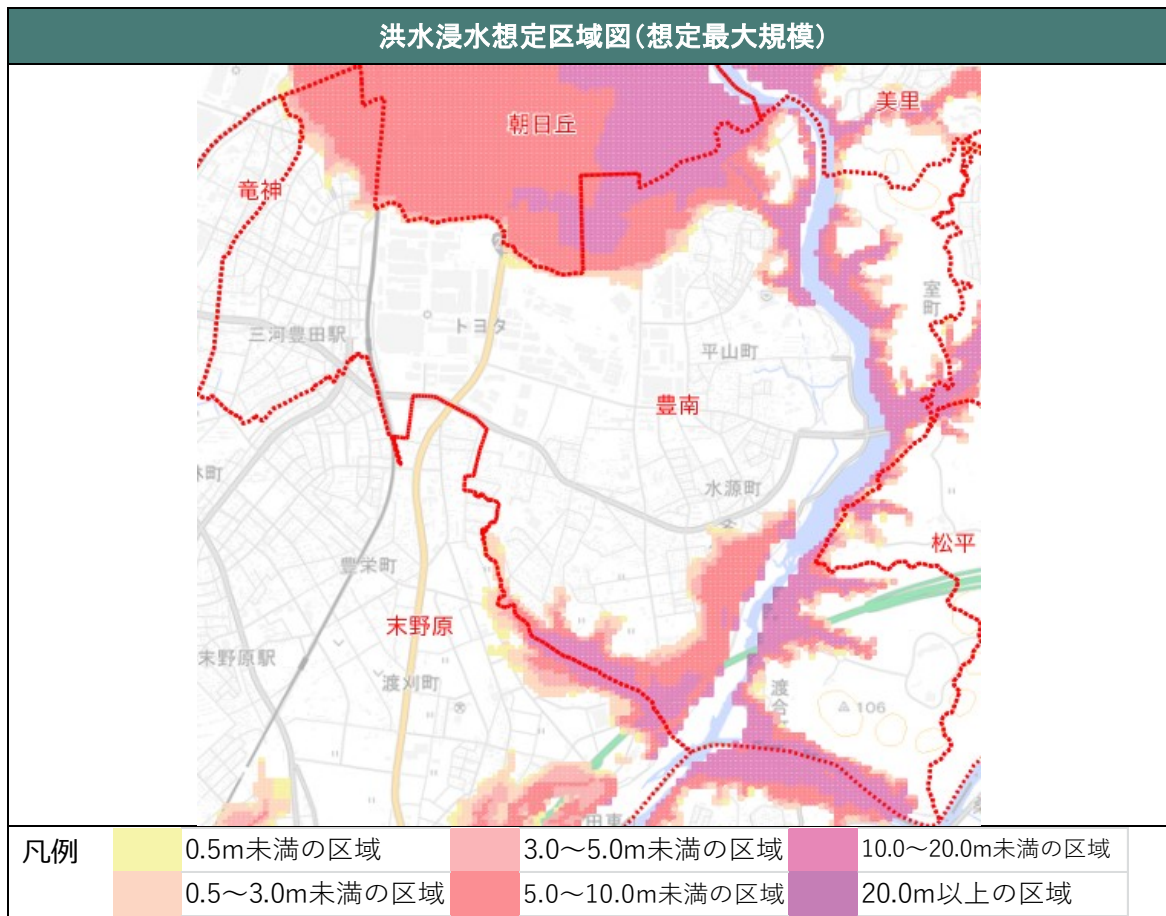 洪水浸水想定区域図(想定最大規模)
美里
朝日丘
竜神
室町
三河豊田駅
トヨタ
平山町
豊南
水源町
松平
豊栄町
末野原
末野原駅
渡刈町
渡合
106
田東
凡例
0.5m未満の区域
3.0～5.0m未満の区域
10.0～20.0m未満の区域
0.5～3.0m未満の区域
5.0～10.0m未満の区域
20.0m以上の区域